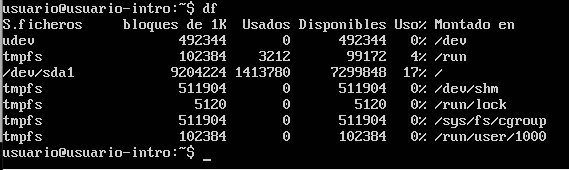 usuario@usuario-intro:~$ df
S.ficheros     bloques de 1K  Usados Disponibles Uso% Montado en
udev                  492344       0      492344   0% /dev
tmpfs                 102384    3212       99172   4% /run
/dev/sda1            9204224 1413780     7299848  17% /
tmpfs                 511904       0      511904   0% /dev/shm
tmpfs                   5120       0        5120   0% /run/lock
tmpfs                 511904       0      511904   0% /sys/fs/cgroup
tmpfs                 102384       0      102384   0% /run/user/1000
usuario@usuario-intro:~$ _